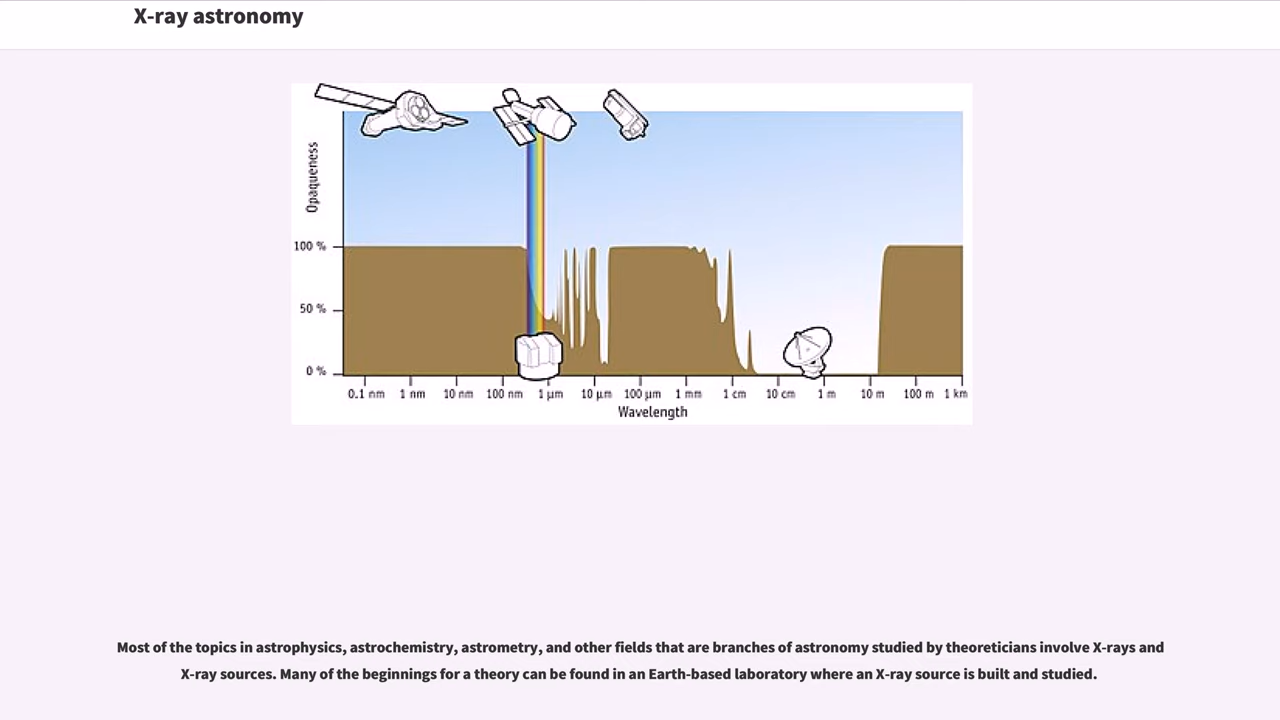 X-ray astronomy
Opaqueness
100 %
50 %
0 %
0.1 nm 1 nm 10 nm 100 nm 1 μm 10 μm 100 μm 1 mm 1 cm 10 cm 1 m 10 m 100 m 1 km
Wavelength
Most of the topics in astrophysics, astrochemistry, astrometry, and other fields that are branches of astronomy studied by theoreticians involve X-rays and
X-ray sources. Many of the beginnings for a theory can be found in an Earth-based laboratory where an X-ray source is built and studied.